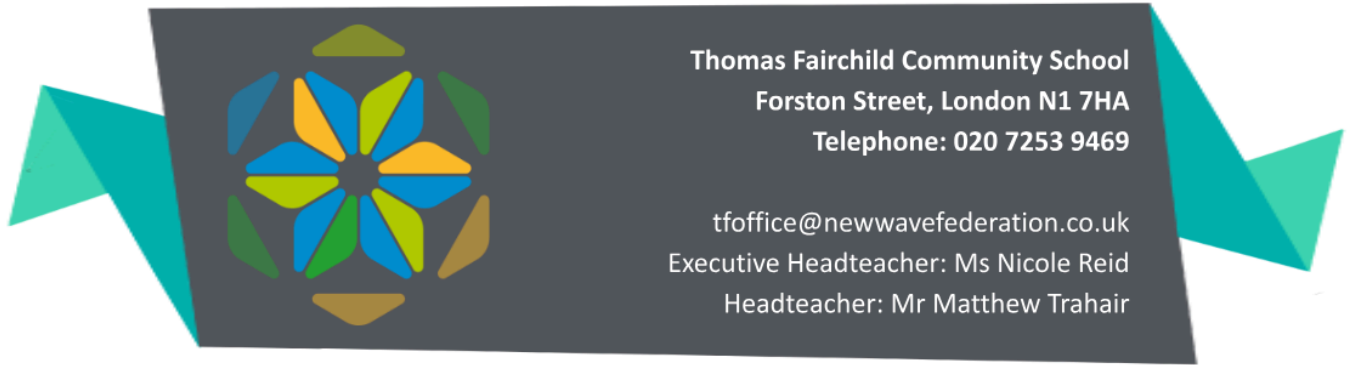 Thomas Fairchild Community School
Forston Street, London N1 7HA
Telephone: 020 7253 9469
tfoffice@newwavefederation.co.uk
Executive Headteacher: Ms Nicole Reid
Headteacher: Mr Matthew Trahair